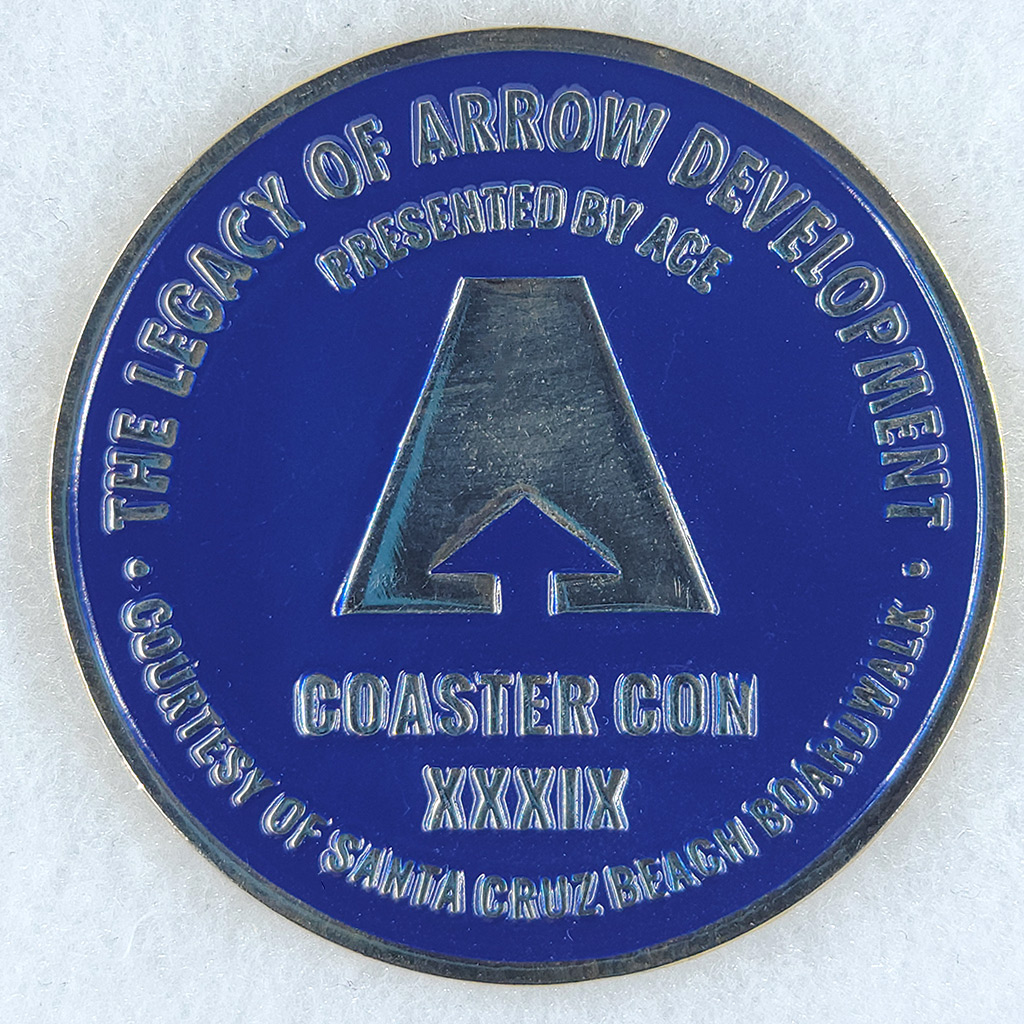 THE LEGACY OF ARROW DEVELOPMENT
PRESENTED BY ACE
COASTER CON
XXXIX
• COURTESY OF SANTA CRUZ BEACH BOARDWALK •